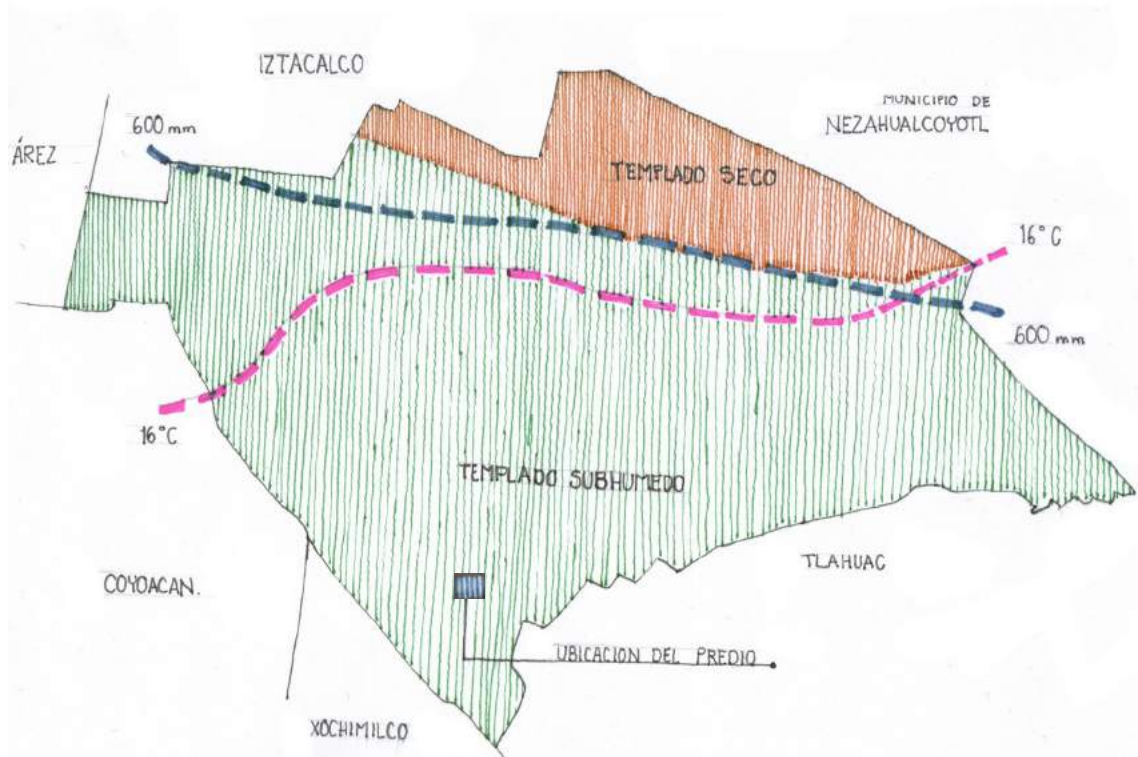 IZTACALCO
MUNICIPIO DE
NEZAHUALCOYOTL
600 mm
ÁREZ
TEMPLADO SECO
16°C
600 mm
16°C
TEMPLADO SUBHUMEDO
TLAHUAC
COYOACAN.
UBICACION DEL PREDIO
XOCHIMILCO